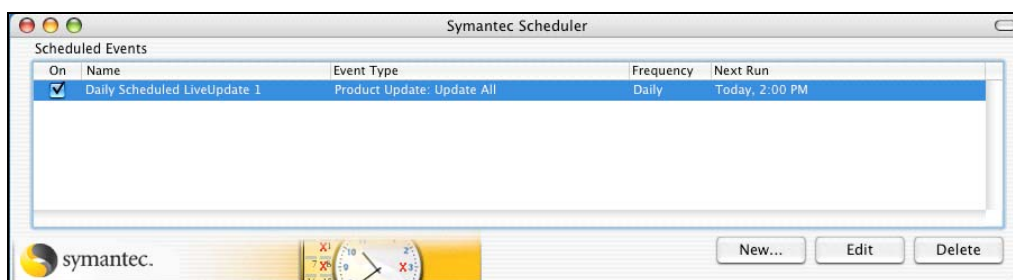 Symantec Scheduler
Scheduled Events
On Name Event Type Frequency Next Run
Daily Scheduled LiveUpdate 1 Product Update: Update All Daily Today, 2:00 PM
symantec.
New... Edit Delete